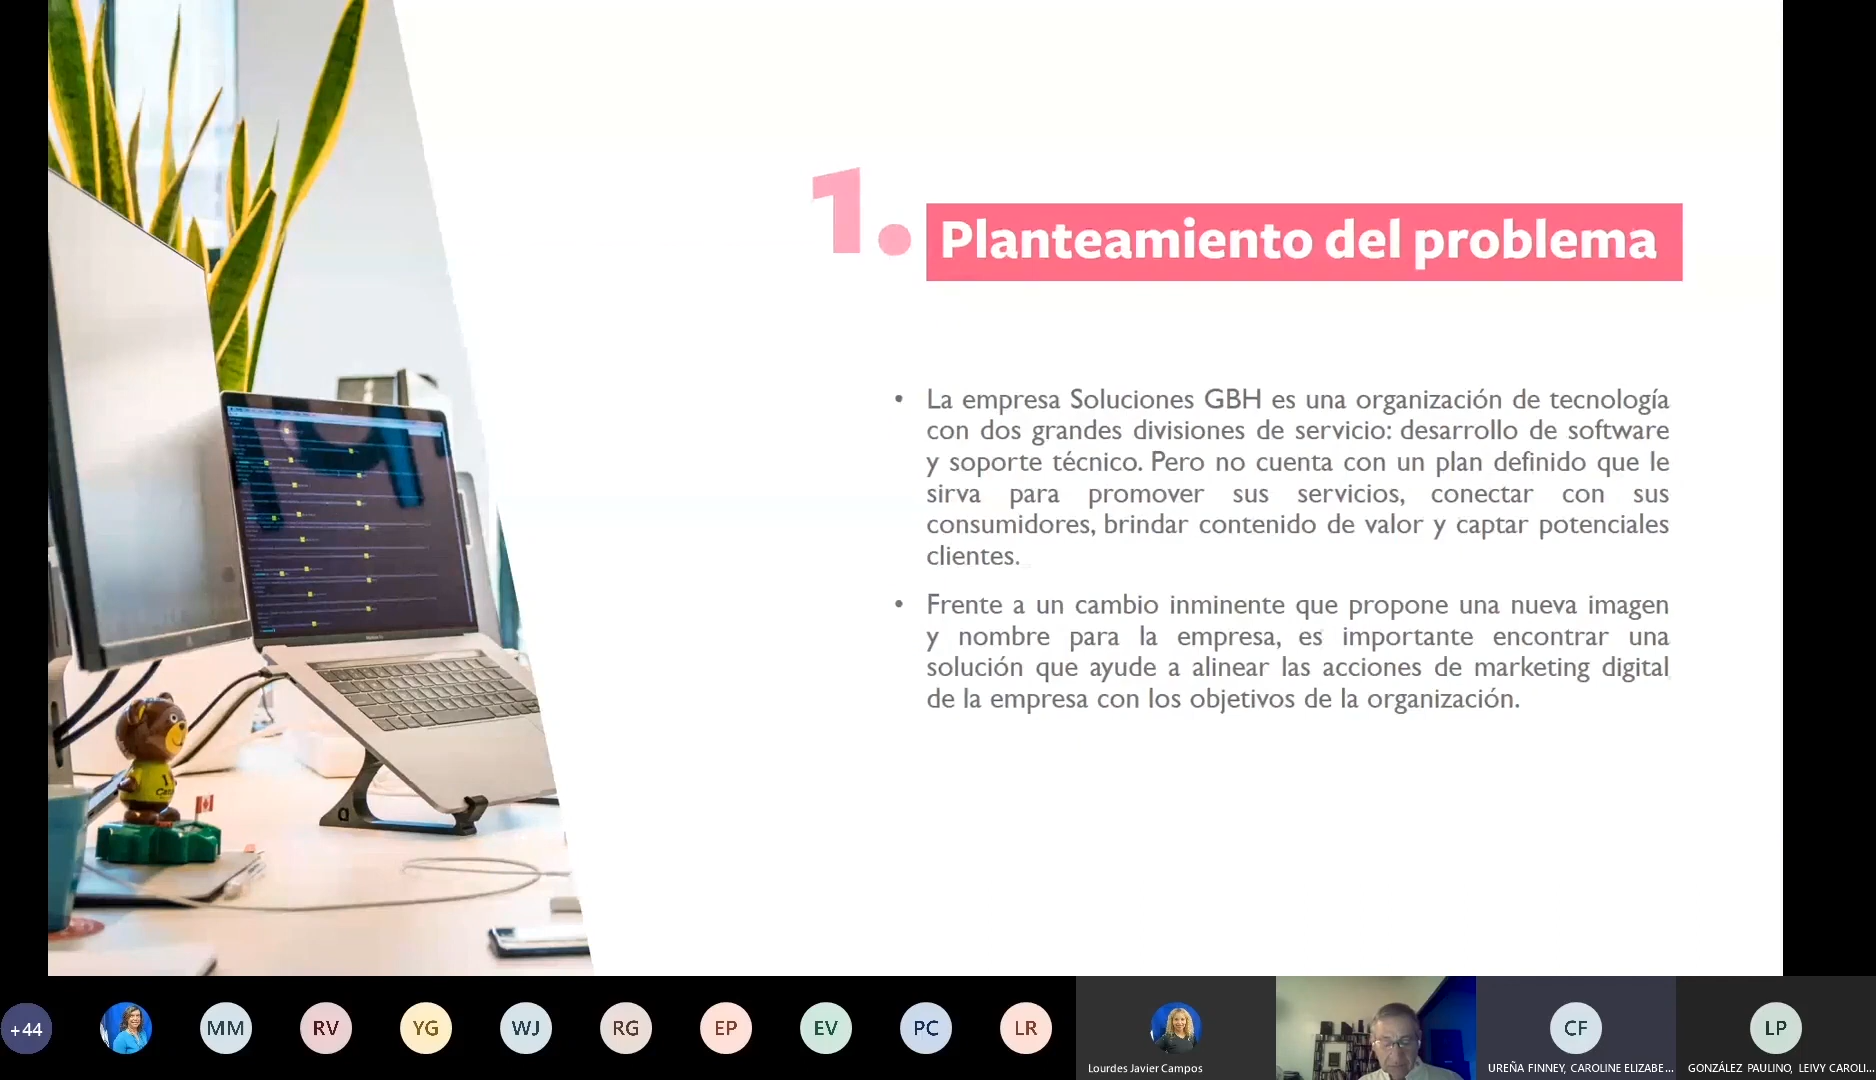 1. Planteamiento del problema
• La empresa Soluciones GBH es una organización de tecnología
con dos grandes divisiones de servicio: desarrollo de software
y soporte técnico. Pero no cuenta con un plan definido que le
sirva para promover sus servicios, conectar con sus
consumidores, brindar contenido de valor y captar potenciales
clientes.
• Frente a un cambio inminente que propone una nueva imagen
y nombre para la empresa, es importante encontrar una
solución que ayude a alinear las acciones de marketing digital
de la empresa con los objetivos de la organización.
+44
MM
RV
YG
WJ
RG
EP
EV
PC
LR
Lourdes Javier Campos
CF
UREÑA FINNEY, CAROLINE ELIZABE...
LP
GONZÁLEZ PAULINO, LEIVY CAROLI...